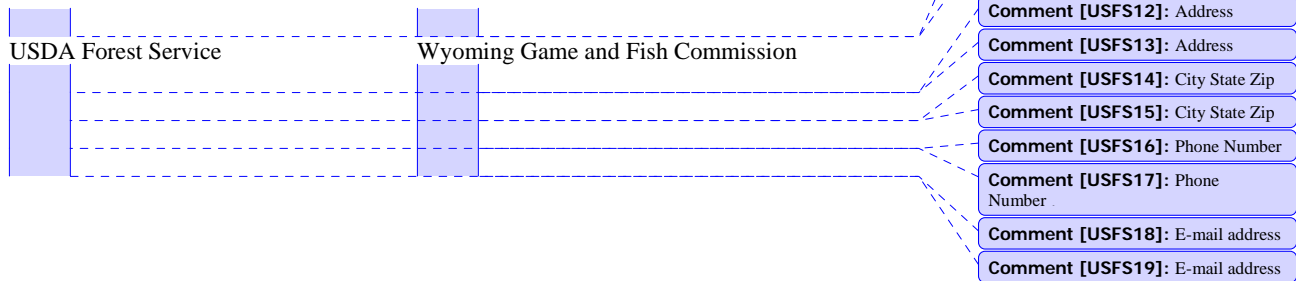 USDA Forest Service Wyoming Game and Fish Commission
Comment [USFS12]: Address
Comment [USFS13]: Address
Comment [USFS14]: City State Zip
Comment [USFS15]: City State Zip
Comment [USFS16]: Phone Number
Comment [USFS17]: Phone
Number
Comment [USFS18]: E-mail address
Comment [USFS19]: E-mail address